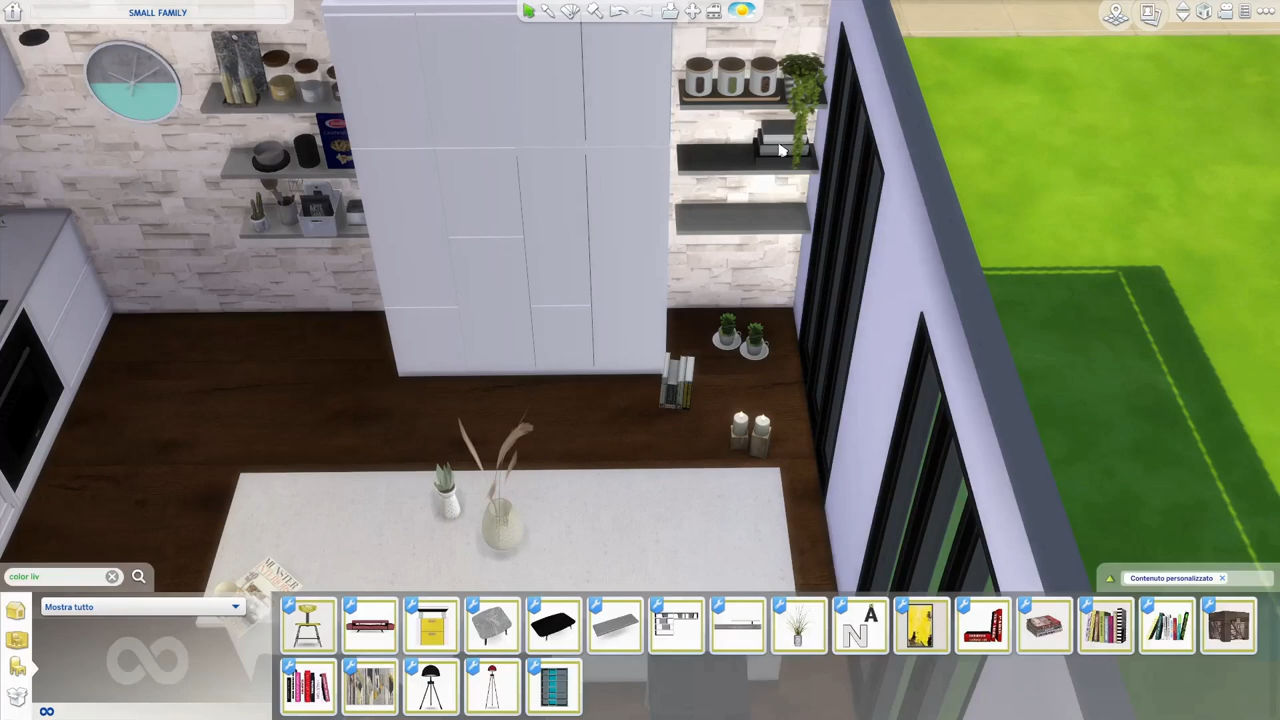 SMALL FAMILY
color liv
Mostra tutto
Contenuto personalizzato
A
N